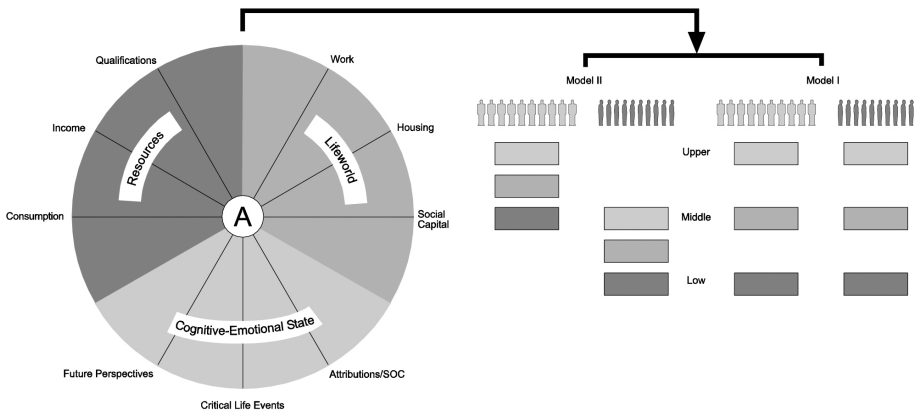 Qualifications
Work
Income
Housing
Resources
Lifeworld
Consumption
A
Social
Capital
Cognitive-Emotional State
Future Perspectives
Attributions/SOC
Critical Life Events
Model II
Model I
Upper
Middle
Low